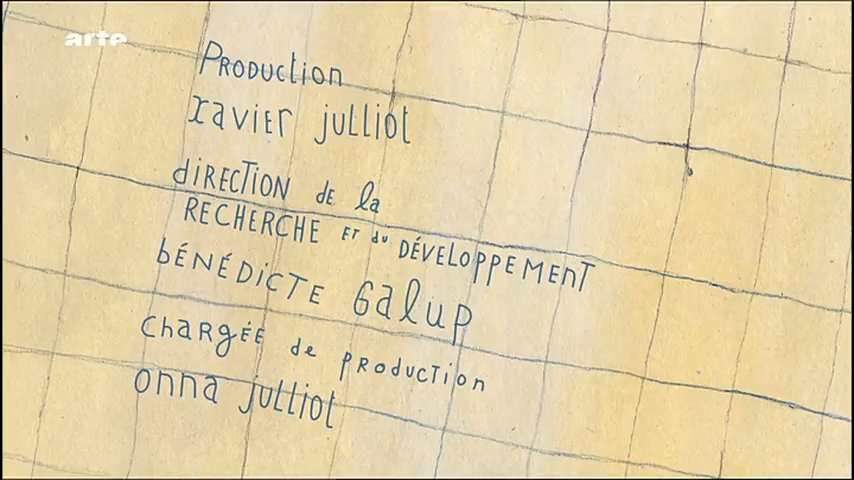 arte
Production
xavier julliot
diRECTiON de la
RECHERCHE ET du DÉVELOPPEMENT
bÉNÉDiCTE Galup
chargée de production
onna julliot